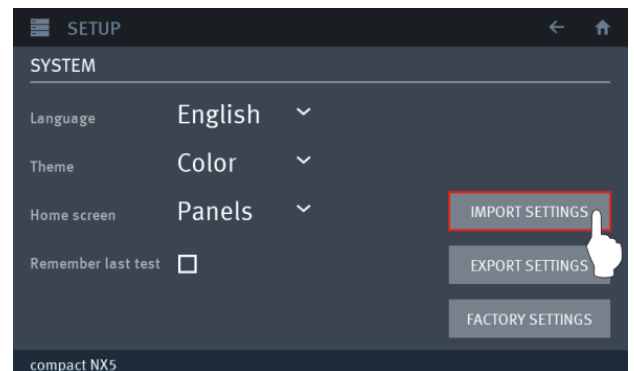 SETUP
SYSTEM
Language English
Theme Color
Home screen Panels
IMPORT SETTINGS
Remember last test
EXPORT SETTINGS
FACTORY SETTINGS
compact NX5